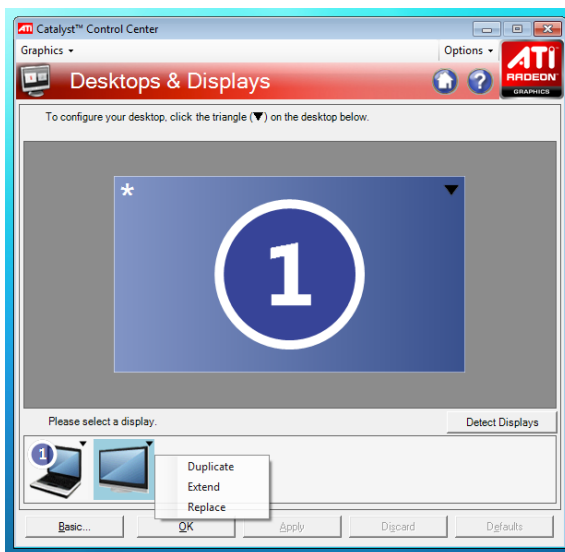 ATI Catalyst™ Control Center
Graphics
Options
ATI
RADEON
GRAPHICS
Desktops & Displays
?
To configure your desktop, click the triangle (▼) on the desktop below.
*
1
Please select a display.
Detect Displays
1
Duplicate
Extend
Replace
Basic...
OK
Apply
Discard
Defaults